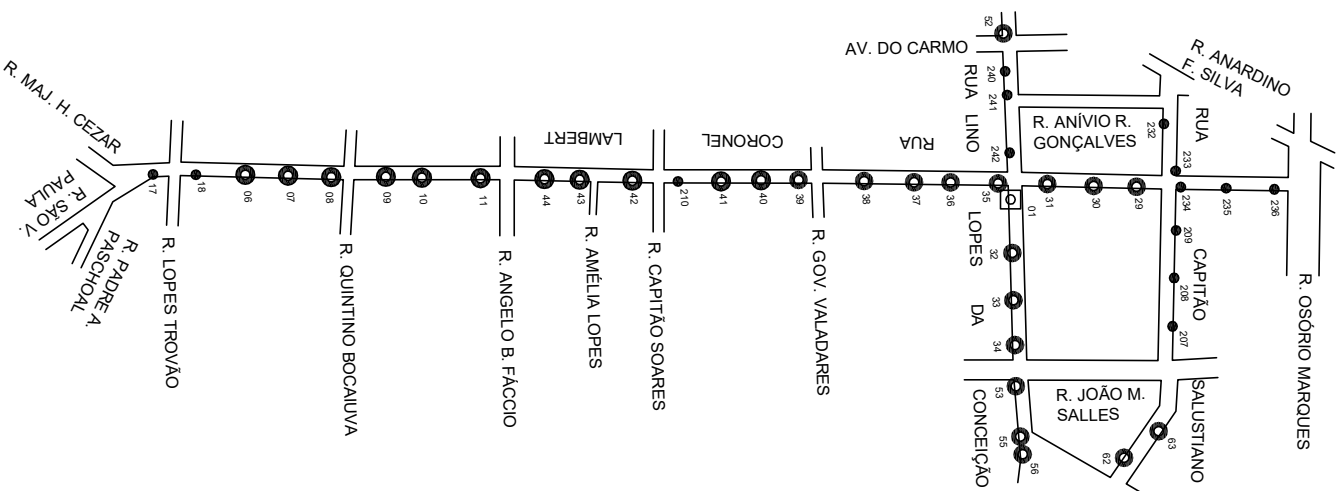 R. MAJ. H. CEZAR
R. SÃO V.
PAULA
R. PADRE A.
PASCHOAL
17
18
R. LOPES TROVÃO
06
07
08
R. QUINTINO BOCAIUVA
09
10
11
R. ANGELO B. FÁCCIO
44
43
R. AMÉLIA LOPES
LAMBERT
42
R. CAPITÃO SOARES
210
41
40
39
CORONEL
R. GOV. VALADARES
38
37
36
35
RUA
AV. DO CARMO
52
240
241
242
RUA LINO
01
32
33
34
LOPES DA
53
55
56
CONCEIÇÃO
31
30
29
R. ANÍVIO R.
GONÇALVES
232
233
234
235
236
R. ANARDINO
F. SILVA
RUA
209
208
207
CAPITÃO
R. JOÃO M.
SALLES
62
63
SALUSTIANO
R. OSÓRIO MARQUES